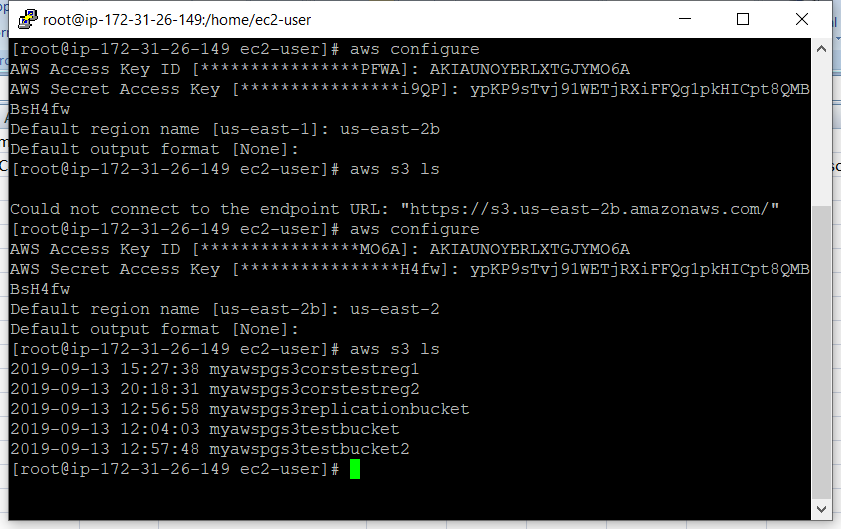 root@ip-172-31-26-149:/home/ec2-user
[root@ip-172-31-26-149 ec2-user]# aws configure
AWS Access Key ID [****************PFWA]: AKIAUNOYERLXTGJYMO6A
AWS Secret Access Key [****************i9QP]: ypKP9sTvj91WETjRXiFFQg1pkHICpt8QMB
BsH4fw
Default region name [us-east-1]: us-east-2b
Default output format [None]:
[root@ip-172-31-26-149 ec2-user]# aws s3 ls
Could not connect to the endpoint URL: "https://s3.us-east-2b.amazonaws.com/"
[root@ip-172-31-26-149 ec2-user]# aws configure
AWS Access Key ID [****************MO6A]: AKIAUNOYERLXTGJYMO6A
AWS Secret Access Key [****************H4fw]: ypKP9sTvj91WETjRXiFFQg1pkHICpt8QMB
BsH4fw
Default region name [us-east-2b]: us-east-2
Default output format [None]:
[root@ip-172-31-26-149 ec2-user]# aws s3 ls
2019-09-13 15:27:38 myawspgs3corstestreg1
2019-09-13 20:18:31 myawspgs3corstestreg2
2019-09-13 12:56:58 myawspgs3replicationbucket
2019-09-13 12:04:03 myawspgs3testbucket
2019-09-13 12:57:48 myawspgs3testbucket2
[root@ip-172-31-26-149 ec2-user]#